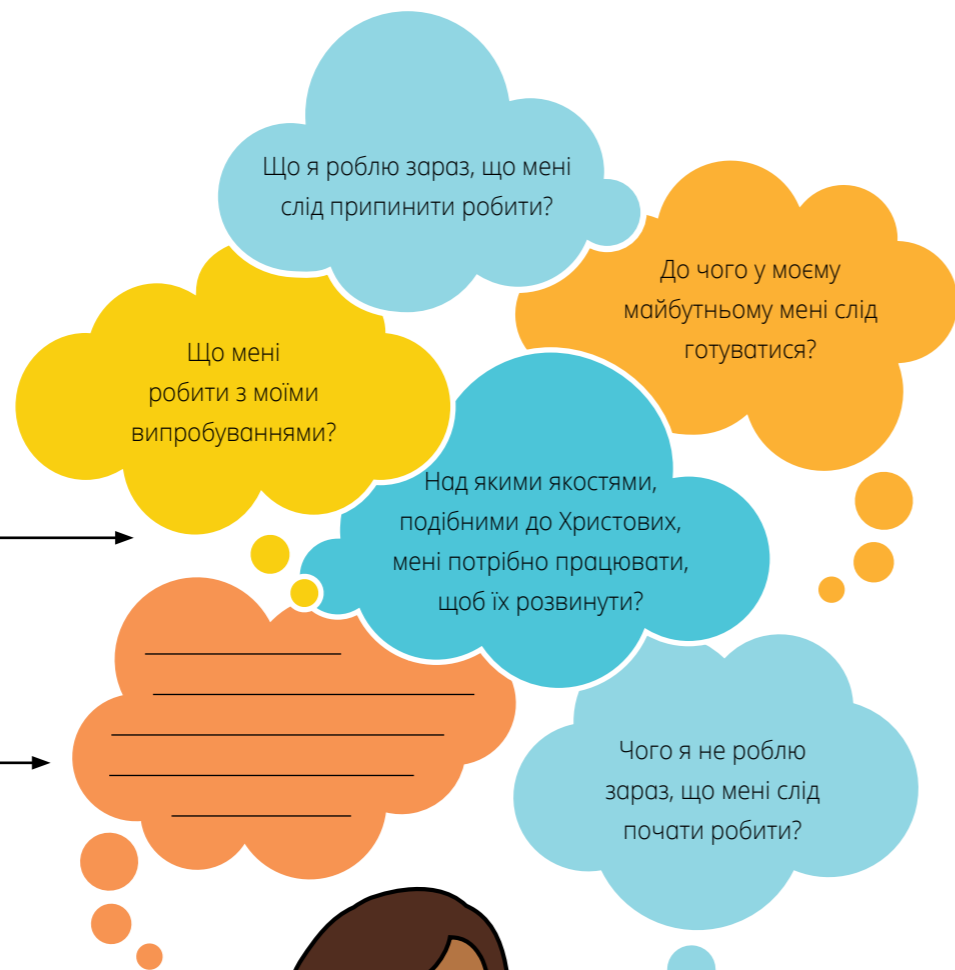 Що я роблю зараз, що мені
слід припинити робити?
До чого у моєму
майбутньому мені слід
готуватися?
Що мені
робити з моїми
випробуваннями?
Над якими якостями,
подібними до Христових,
мені потрібно працювати,
щоб їх розвинути?
Чого я не роблю
зараз, що мені слід
почати робити?